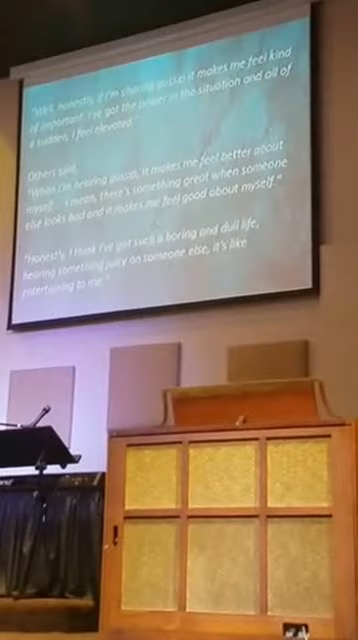 "Well, honestly, if I'm sharing gossip it makes me feel kind
of important. I've got the power in the situation and all of
a sudden, I feel elevated."
Others said,
"When I'm hearing gossip, it makes me feel better about
myself... I mean, there's something great when someone
else looks bad and it makes me feel good about myself."
"Honestly, I think I've got such a boring and dull life,
hearing something juicy on someone else, it's like
entertaining to me."